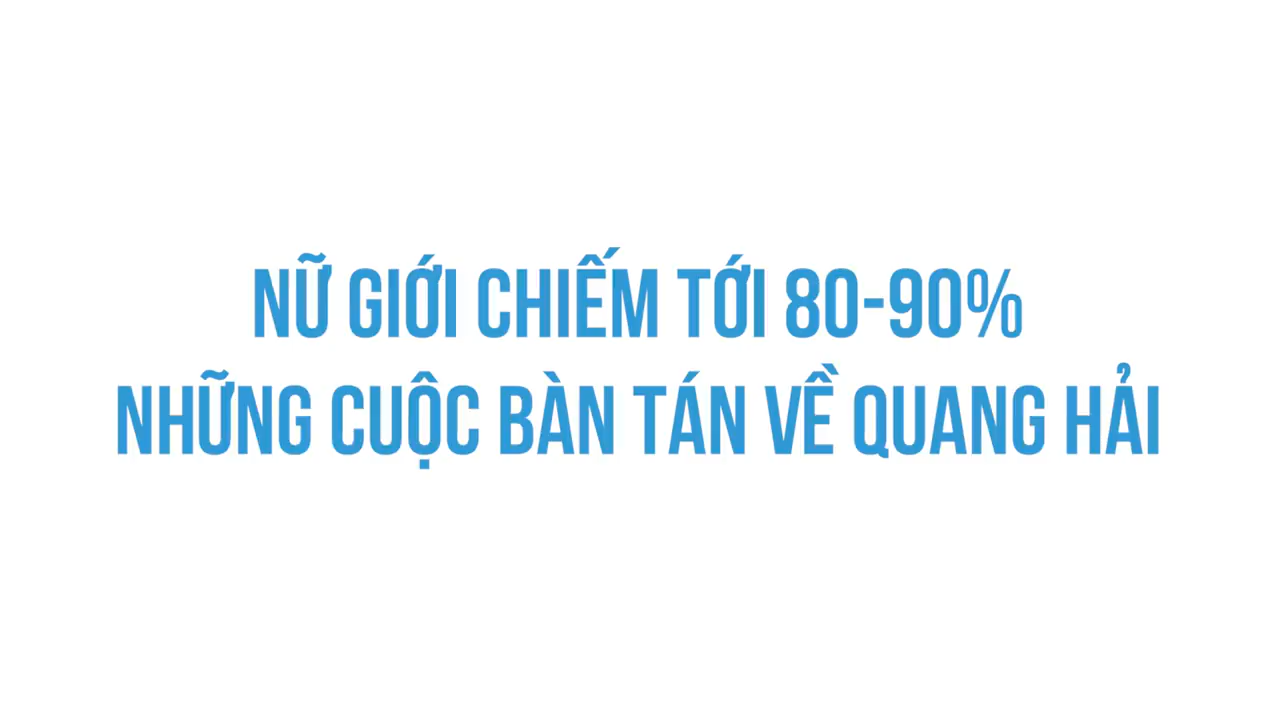 NỮ GIỚI CHIẾM TỚI 80-90%
NHỮNG CUỘC BÀN TÁN VỀ QUANG HẢI